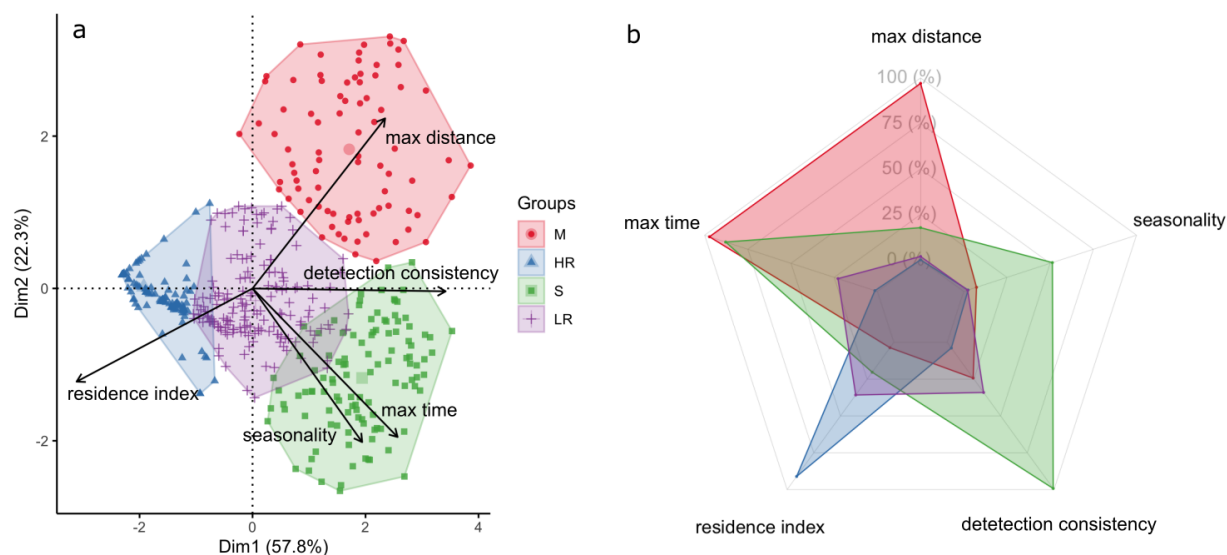 a
2
0
-2
Dim2 (22.3%)
max distance
detetection consistency
residence index
max time
seasonality
-2
0
2
4
Dim1 (57.8%)
Groups
M
HR
S
LR
b
max distance
100 (%)
75 (%)
50 (%)
25 (%)
0 (%)
max time
seasonality
residence index
detetection consistency